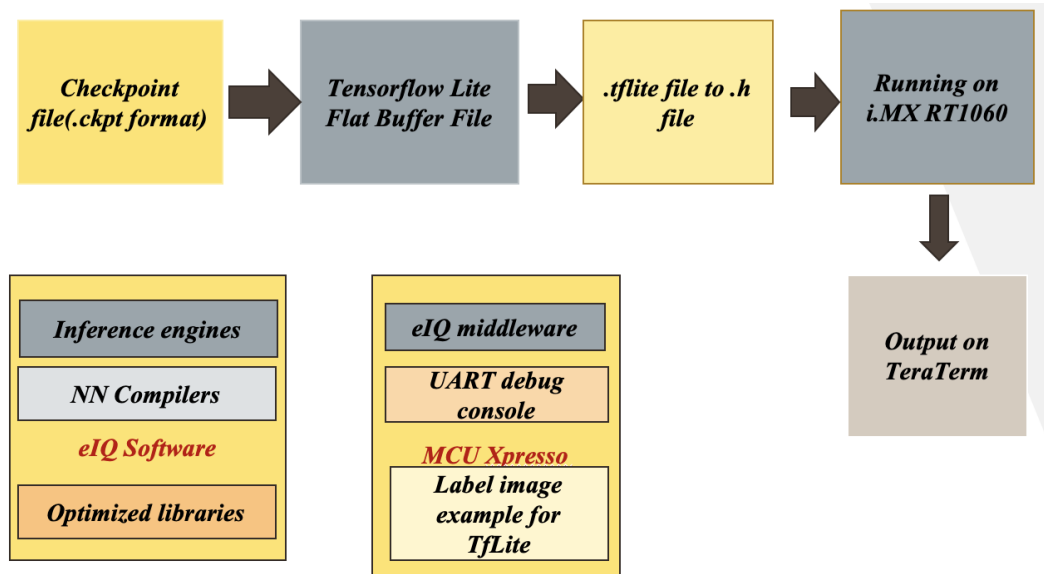 Checkpoint
file(.ckpt format)
Tensorflow Lite
Flat Buffer File
.tflite file to .h
file
Running on
i.MX RT1060
Output on
TeraTerm
Inference engines
NN Compilers
eIQ Software
Optimized libraries
eIQ middleware
UART debug
console
MCU Xpresso
Label image
example for
TfLite